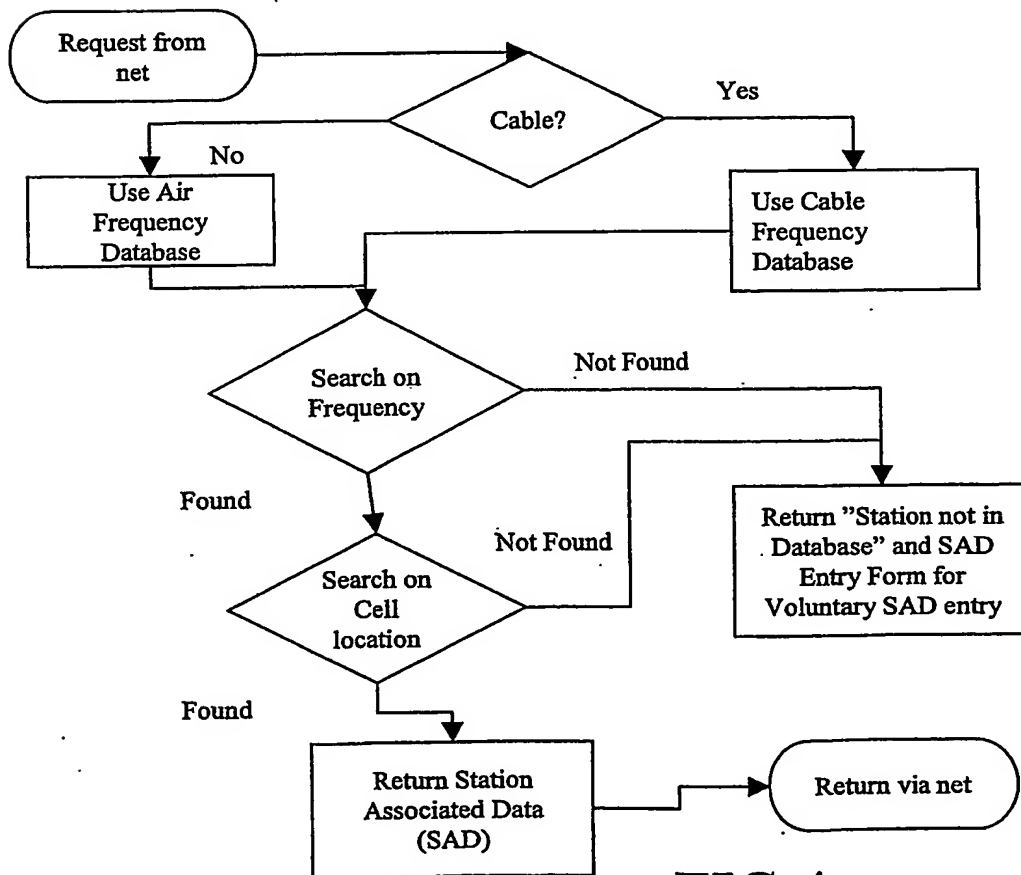 Request from
net
Cable?
Yes
No
Use Air
Frequency
Database
Use Cable
Frequency
Database
Search on
Frequency
Not Found
Found
Search on
Cell
location
Not Found
Return ”Station not in
Database” and SAD
Entry Form for
Voluntary SAD entry
Found
Return Station
Associated Data
(SAD)
Return via net